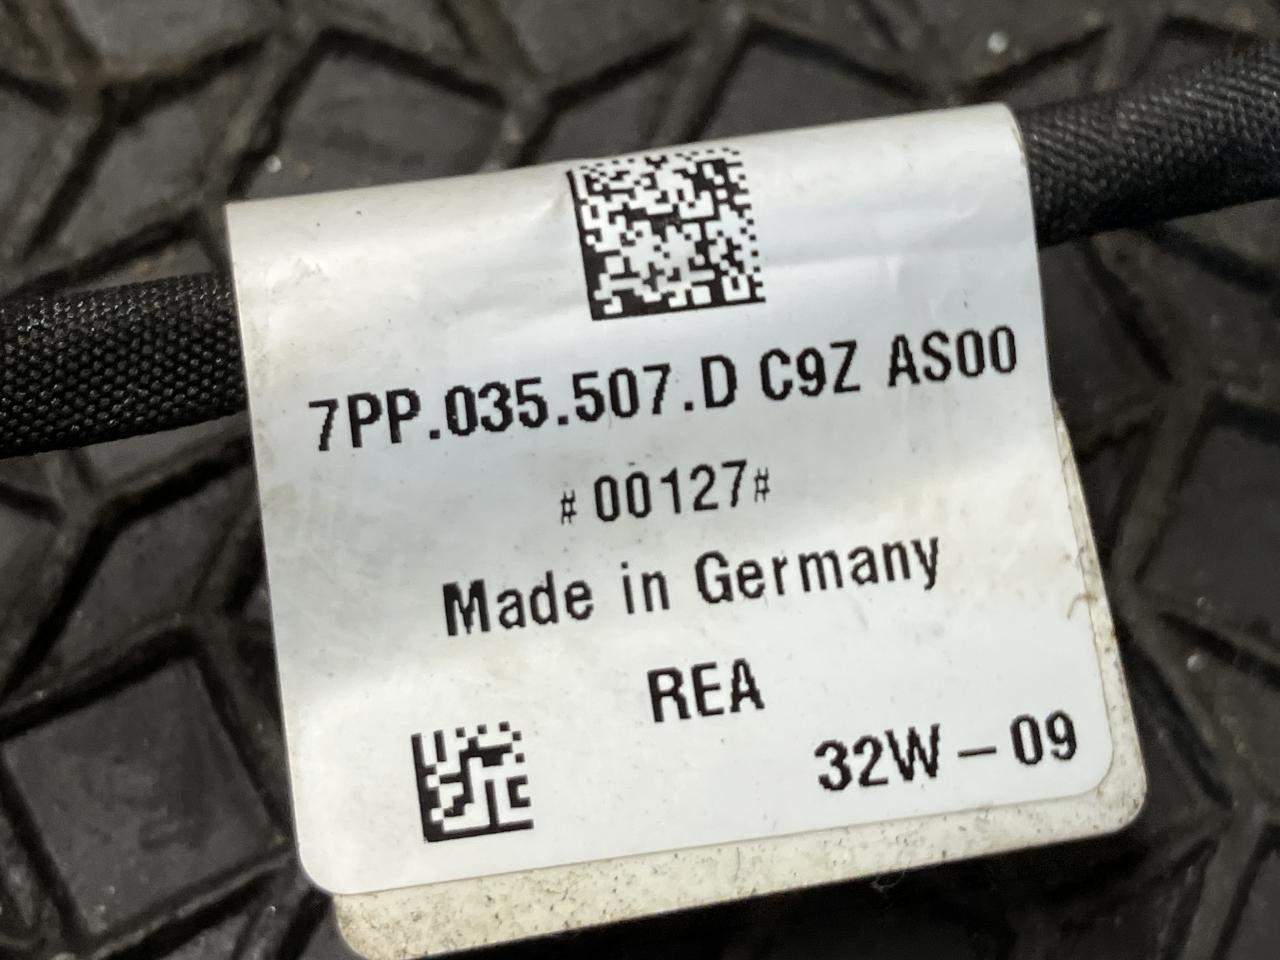 7PP.035.507.D C9Z AS00
#00127#
Made in Germany
REA
32W-09